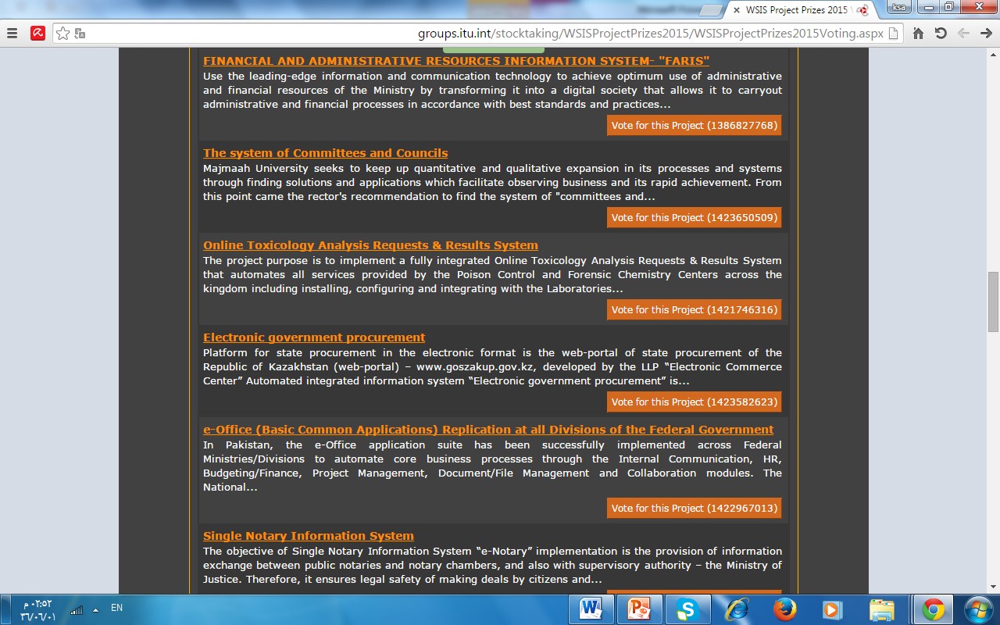 WSIS Project Prizes 2015
ksa
groups.itu.int/stocktaking/WSISProjectPrizes2015/WSISProjectPrizes2015Voting.aspx
FINANCIAL AND ADMINISTRATIVE RESOURCES INFORMATION SYSTEM- "FARIS"
Use the leading-edge information and communication technology to achieve optimum use of administrative
and financial resources of the Ministry by transforming it into a digital society that allows it to carryout
administrative and financial processes in accordance with best standards and practices...
Vote for this Project (1386827768)
The system of Committees and Councils
Majmaah University seeks to keep up quantitative and qualitative expansion in its processes and systems
through finding solutions and applications which facilitate observing business and its rapid achievement. From
this point came the rector's recommendation to find the system of "committees and...
Vote for this Project (1423650509)
Online Toxicology Analysis Requests & Results System
The project purpose is to implement a fully integrated Online Toxicology Analysis Requests & Results System
that automates all services provided by the Poison Control and Forensic Chemistry Centers across the
kingdom including installing, configuring and integrating with the Laboratories...
Vote for this Project (1421746316)
Electronic government procurement
Platform for state procurement in the electronic format is the web-portal of state procurement of the
Republic of Kazakhstan (web-portal) – www.goszakup.gov.kz, developed by the LLP “Electronic Commerce
Center” Automated integrated information system “Electronic government procurement” is...
Vote for this Project (1423582623)
e-Office (Basic Common Applications) Replication at all Divisions of the Federal Government
In Pakistan, the e-Office application suite has been successfully implemented across Federal
Ministries/Divisions to automate core business processes through the Internal Communication, HR,
Budgeting/Finance, Project Management, Document/File Management and Collaboration modules. The
National...
Vote for this Project (1422967013)
Single Notary Information System
The objective of Single Notary Information System “e-Notary” implementation is the provision of information
exchange between public notaries and notary chambers, and also with supervisory authority – the Ministry of
Justice. Therefore, it ensures legal safety of making deals by citizens and...
٠٢:٥٢ م
٣٦/٠٦/٠١
EN